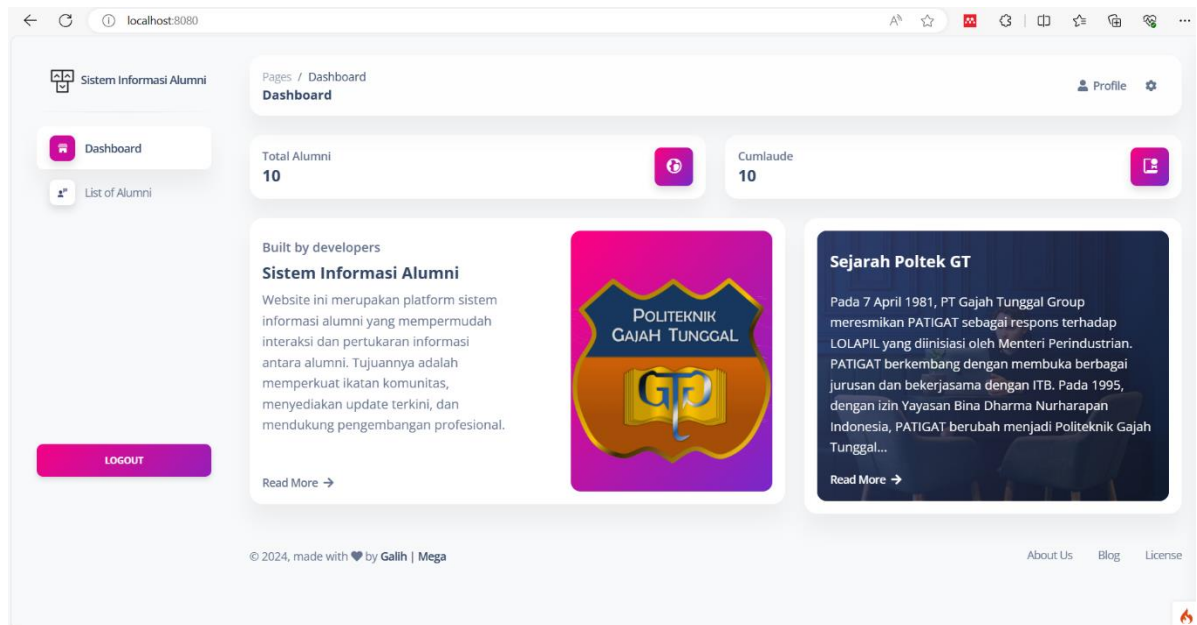 localhost:8080
Sistem Informasi Alumni
Dashboard
List of Alumni
LOGOUT
Pages / Dashboard
Dashboard
Profile
Total Alumni
10
Cumlaude
10
Built by developers
Sistem Informasi Alumni
Website ini merupakan platform sistem
informasi alumni yang mempermudah
interaksi dan pertukaran informasi
antara alumni. Tujuannya adalah
memperkuat ikatan komunitas,
menyediakan update terkini, dan
mendukung pengembangan profesional.
Read More →
POLITEKNIK
GAJAH TUNGGAL
GTP
Sejarah Poltek GT
Pada 7 April 1981, PT Gajah Tunggal Group
meresmikan PATIGAT sebagai respons terhadap
LOLAPIL yang diinisiasi oleh Menteri Perindustrian.
PATIGAT berkembang dengan membuka berbagai
jurusan dan bekerjasama dengan ITB. Pada 1995,
dengan izin Yayasan Bina Dharma Nurharapan
Indonesia, PATIGAT berubah menjadi Politeknik Gajah
Tunggal...
Read More →
© 2024, made with ♥ by Galih | Mega
About Us Blog License